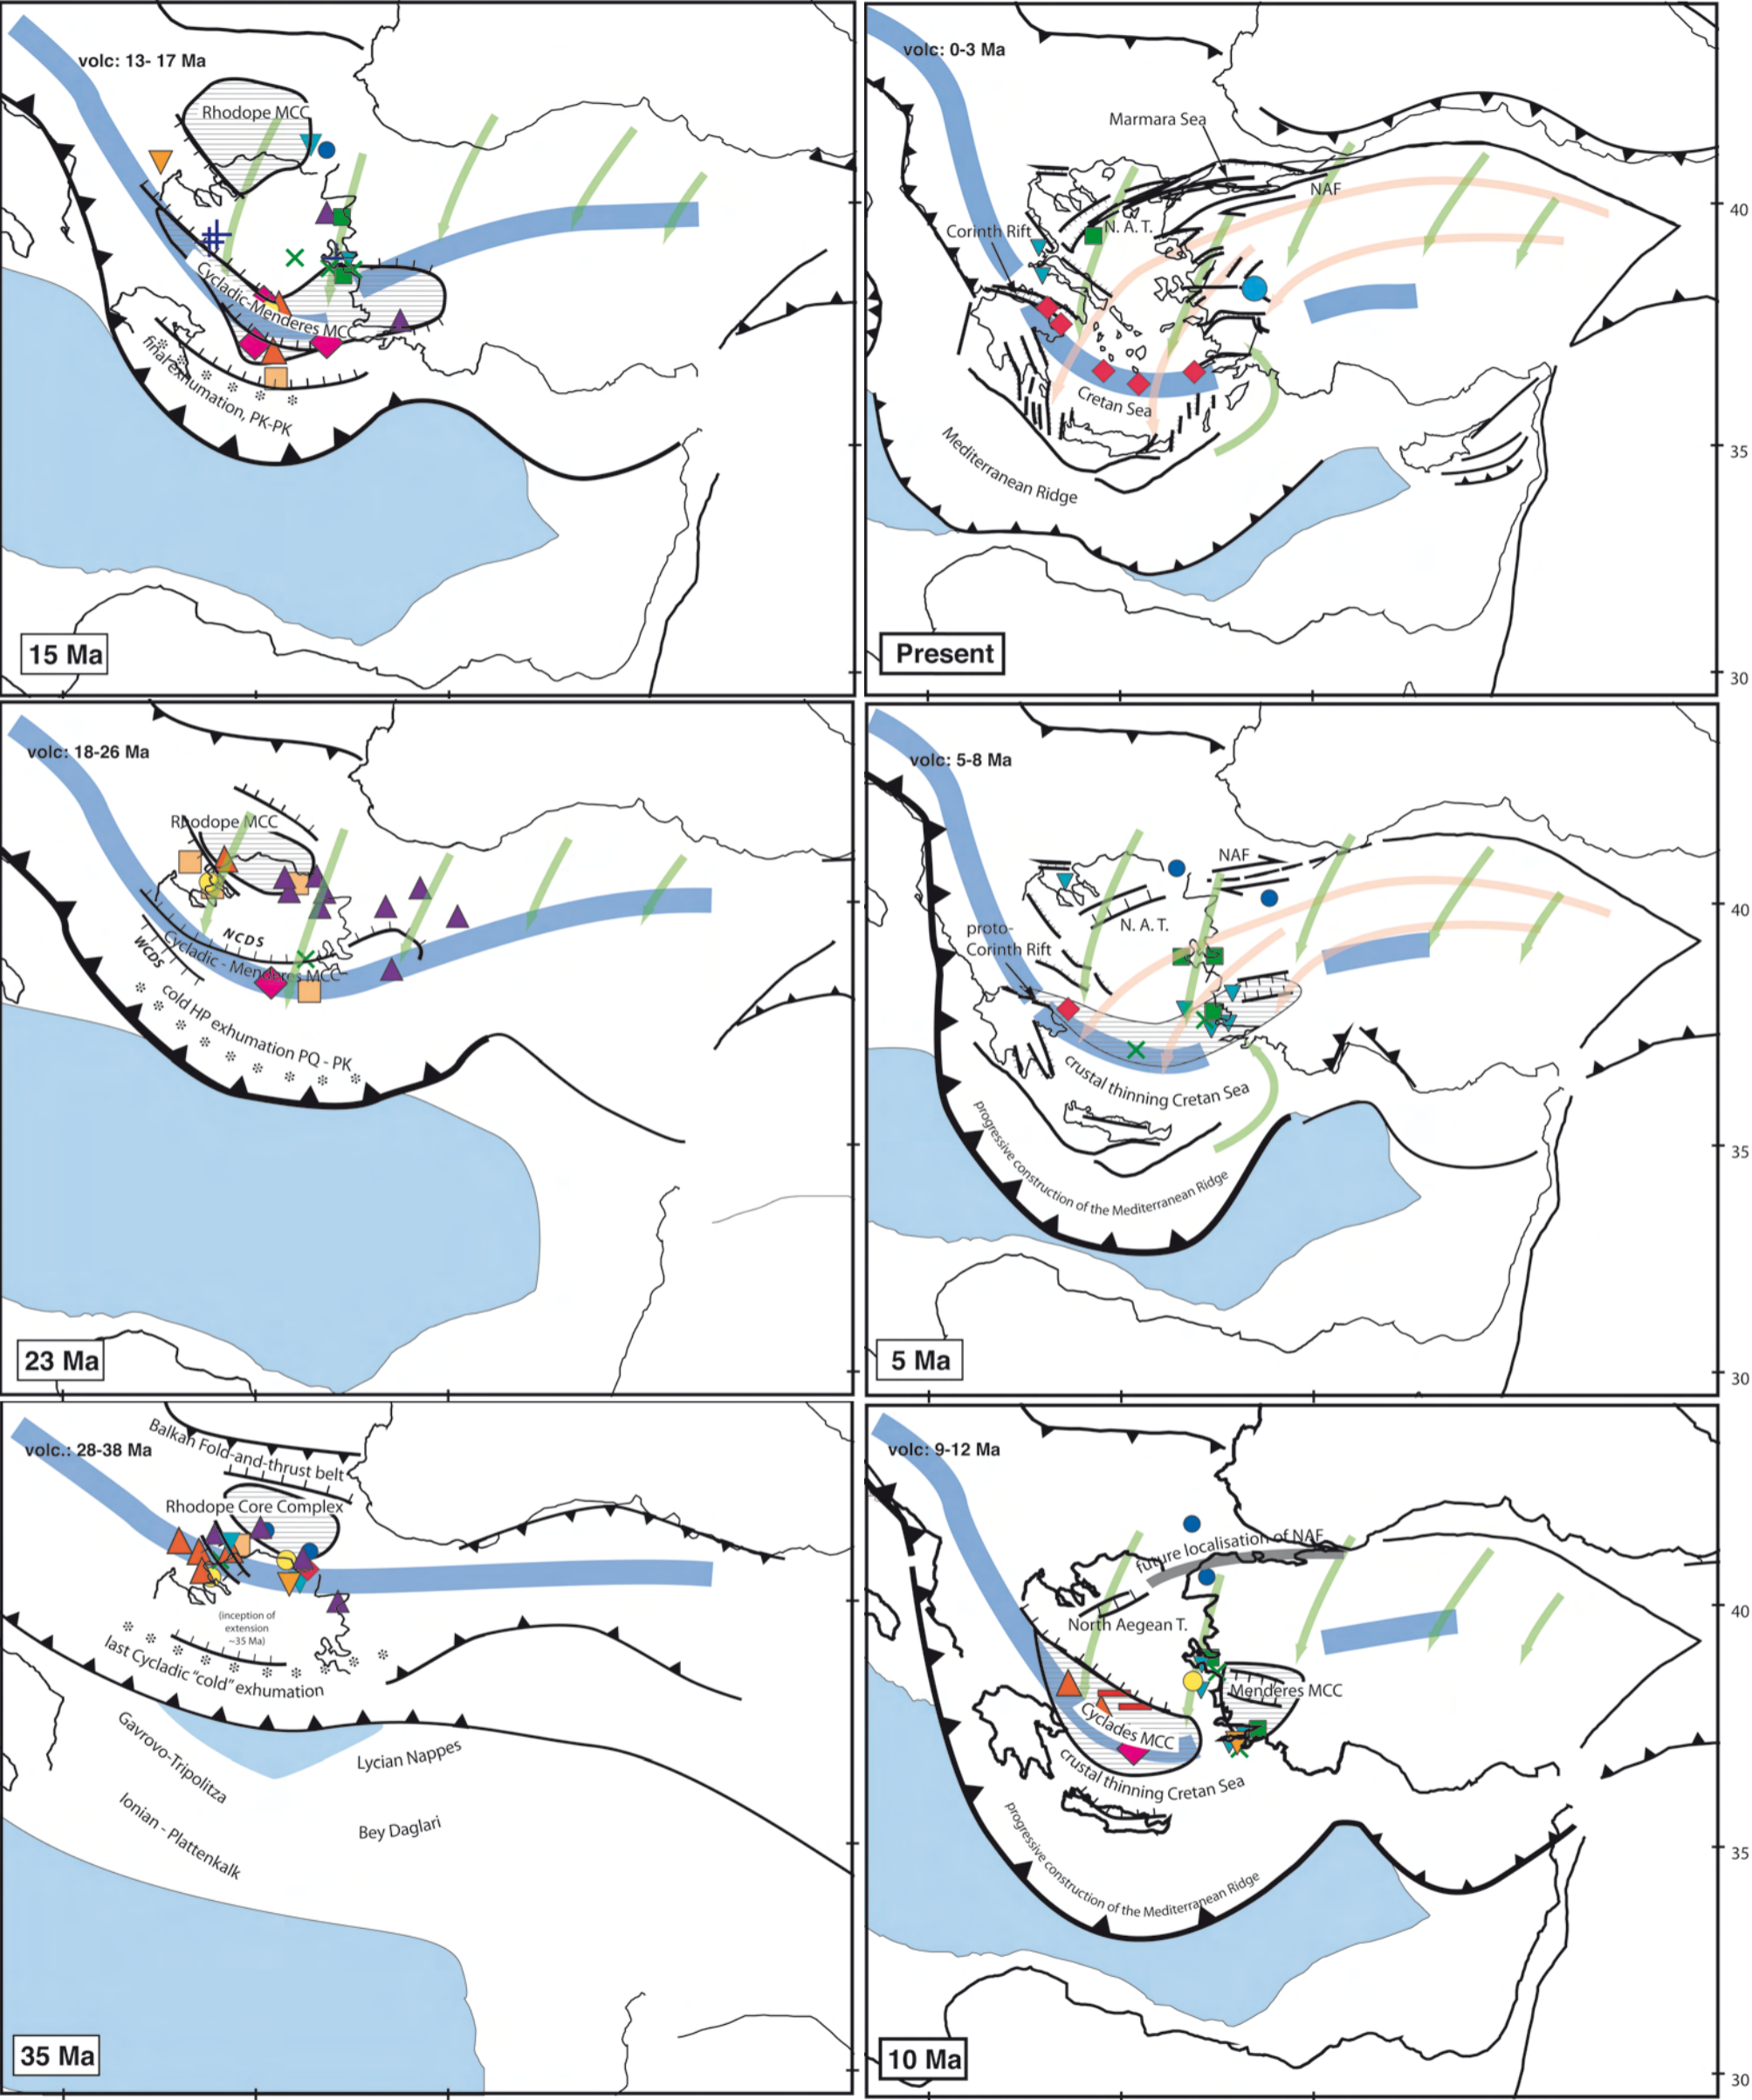 volc: 13- 17 Ma
Rhodope MCC
Cycladic-Menderes MCC
final exhumation, PK-PK
15 Ma
volc: 0-3 Ma
Marmara Sea
NAF
40
Corinth Rift
N. A. T.
Cretan Sea
35
Mediterranean Ridge
Present
30
volc: 18-26 Ma
Rhodope MCC
NCDS
WCDS
Cycladic - Menderes MCC
cold HP exhumation PQ - PK
23 Ma
volc: 5-8 Ma
NAF
40
N. A. T.
proto-
Corinth Rift
crustal thinning Cretan Sea
35
progressive construction of the Mediterranean Ridge
5 Ma
30
volc.: 28-38 Ma
Balkan Fold-and-thrust belt
Rhodope Core Complex
(inception of
extension
~35 Ma)
last Cycladic "cold" exhumation
Gavrovo-Tripolitza
Lycian Nappes
Ionian - Plattenkalk
Bey Daglari
35 Ma
volc: 9-12 Ma
future localisation of NAF
40
North Aegean T.
Menderes MCC
Cyclades MCC
crustal thinning Cretan Sea
35
progressive construction of the Mediterranean Ridge
10 Ma
30